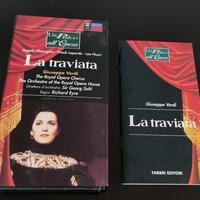 Un Palco
all'Opera
Angela Gheorghiu · Frank Lopardo · Leo Nucci
La traviata
Giuseppe Verdi
The Royal Opera Chorus
The Orchestra of the Royal Opera House
Direttore d'orchestra: Sir Georg Solti
Regia: Richard Eyre
Un Palco
all'Opera
Giuseppe Verdi
La traviata
FABBRI EDITORI